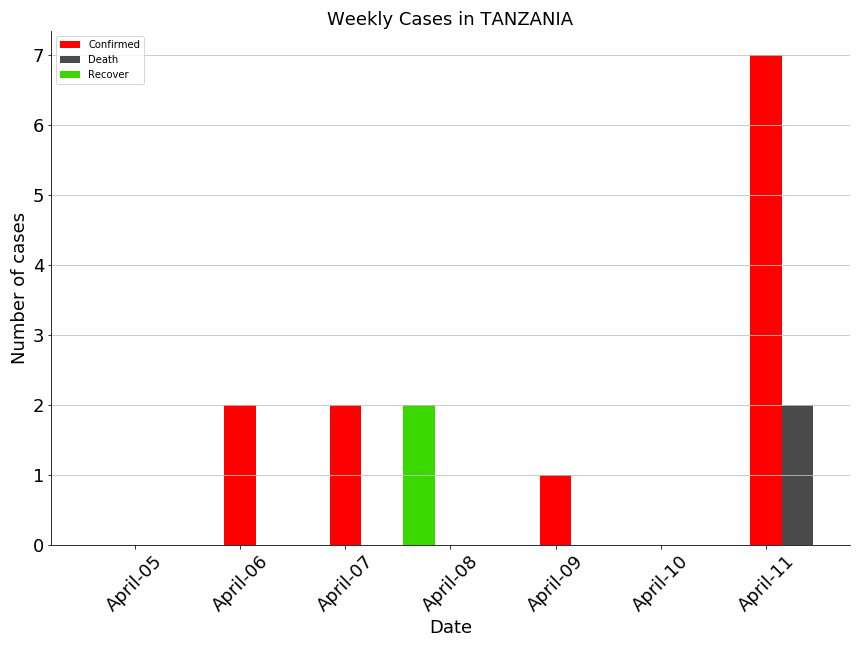 Weekly Cases in TANZANIA
Confirmed
Death
Recover
Number of cases
7
6
5
4
3
2
1
0
April-05
April-06
April-07
April-08
April-09
April-10
April-11
Date